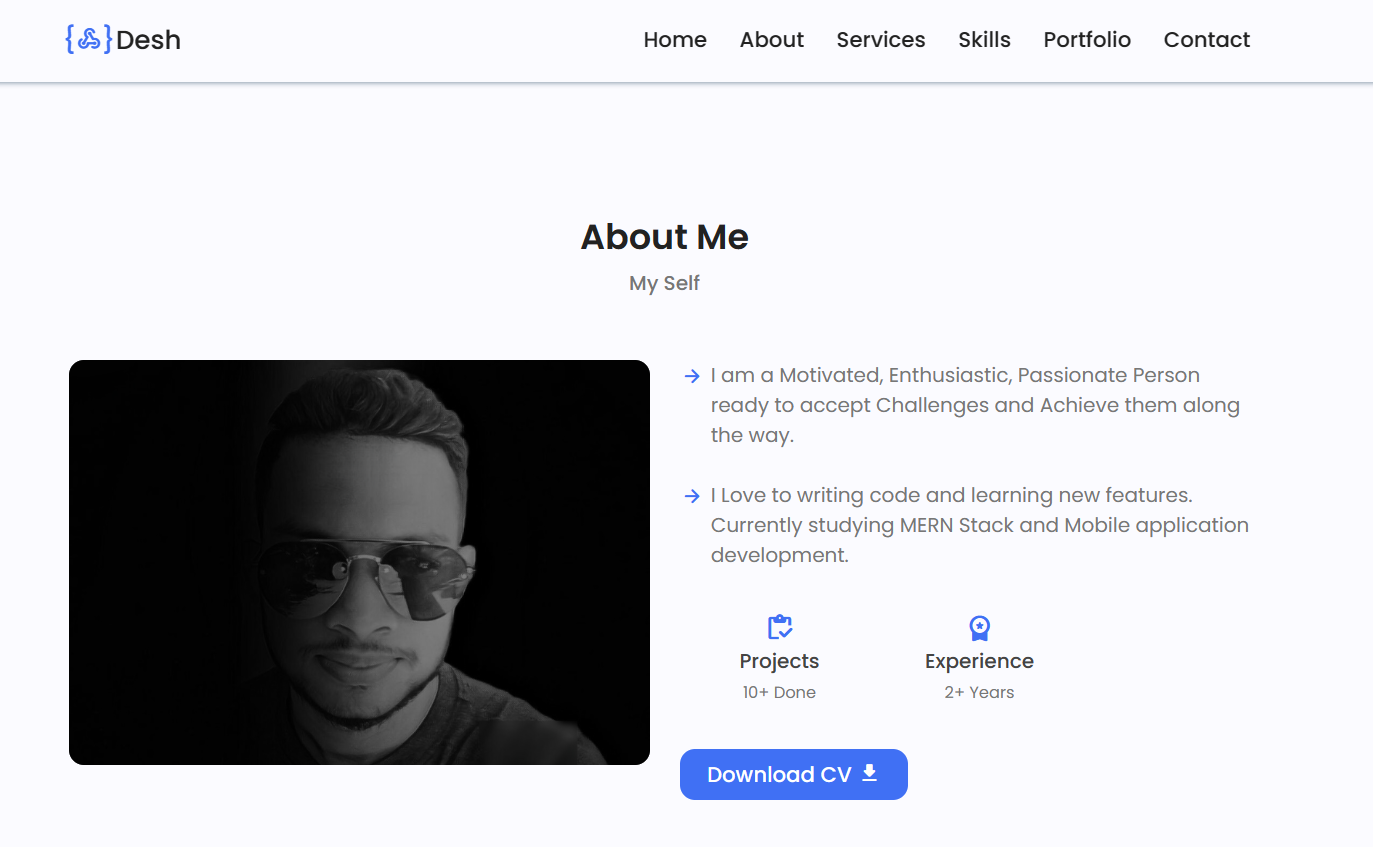 { }Desh
Home About Services Skills Portfolio Contact
About Me
My Self
I am a Motivated, Enthusiastic, Passionate Person
ready to accept Challenges and Achieve them along
the way.
I Love to writing code and learning new features.
Currently studying MERN Stack and Mobile application
development.
Projects Experience
10+ Done 2+ Years
Download CV